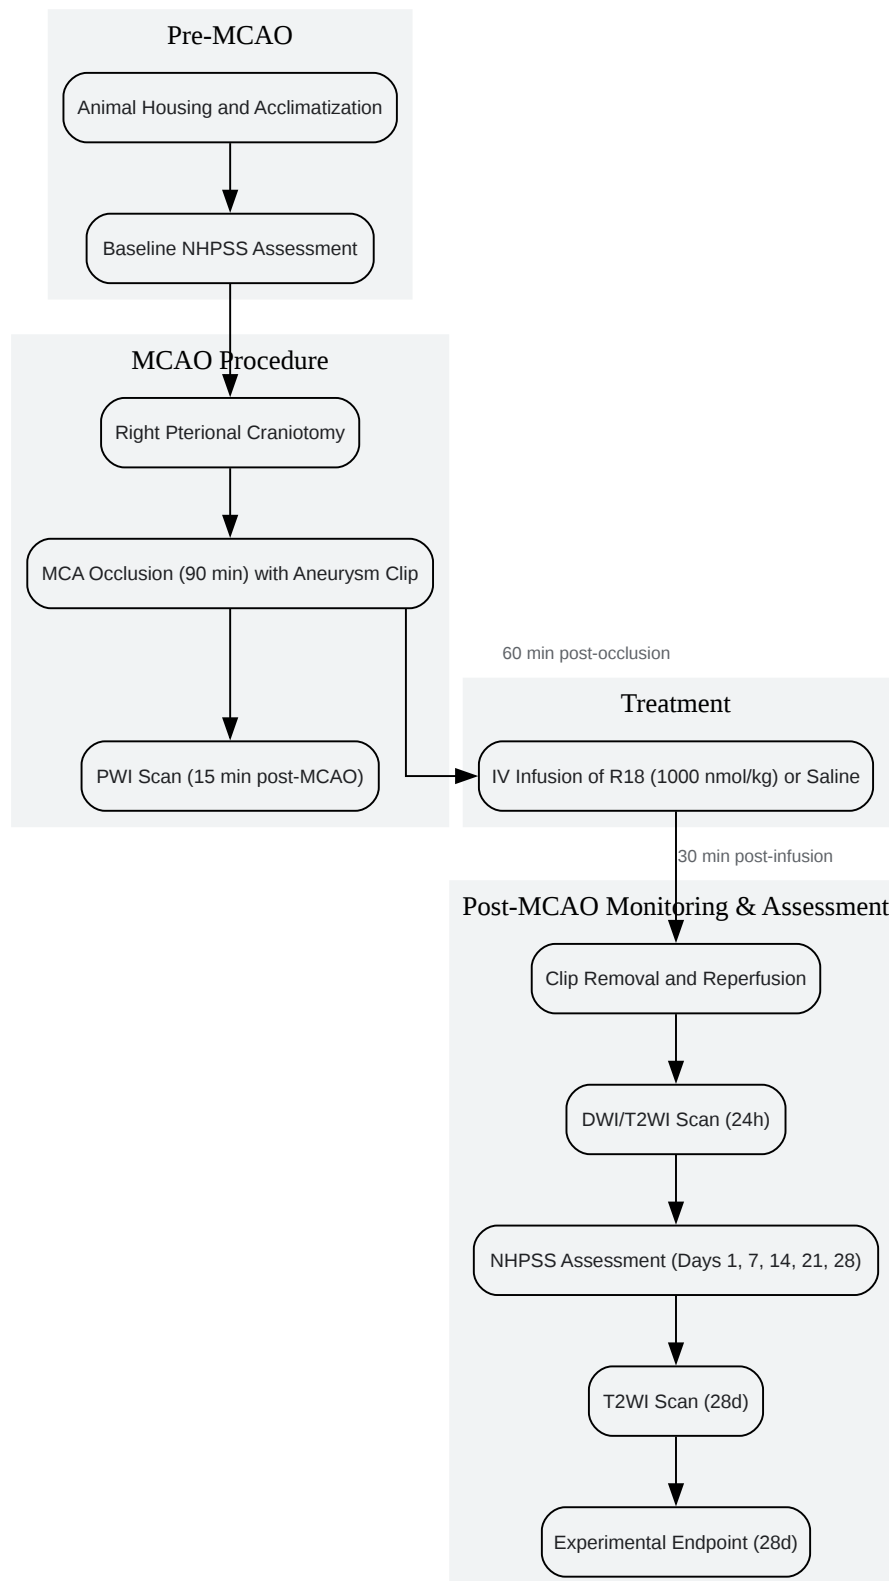 Pre-MCAO
Animal Housing and Acclimatization
Baseline NHPSS Assessment
MCAO Procedure
Right Pterional Craniotomy
MCA Occlusion (90 min) with Aneurysm Clip
PWI Scan (15 min post-MCAO)
60 min post-occlusion
Treatment
IV Infusion of R18 (1000 nmol/kg) or Saline
30 min post-infusion
Post-MCAO Monitoring & Assessment
Clip Removal and Reperfusion
DWI/T2WI Scan (24h)
NHPSS Assessment (Days 1, 7, 14, 21, 28)
T2WI Scan (28d)
Experimental Endpoint (28d)